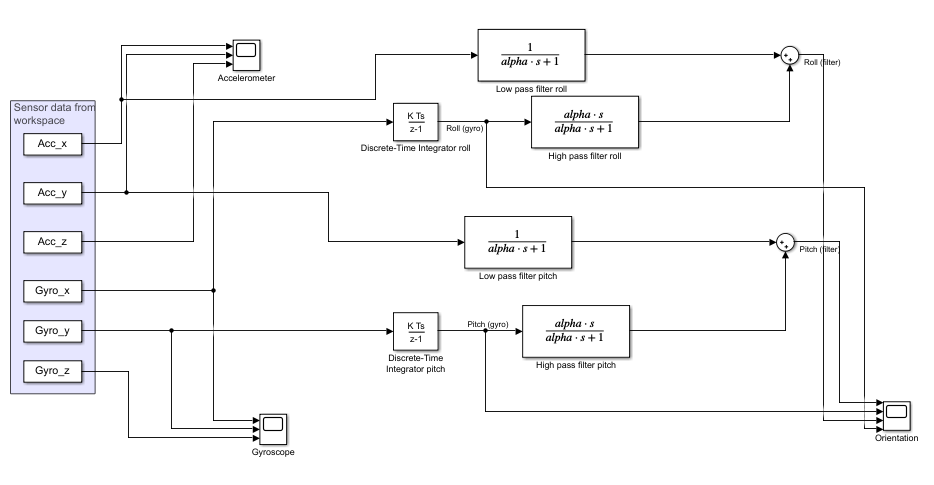 Sensor data from
workspace
Acc_x
Acc_y
Acc_z
Gyro_x
Gyro_y
Gyro_z
Accelerometer
Gyroscope
1
alpha · s + 1
Low pass filter roll
K Ts
z-1
Discrete-Time Integrator roll
Roll (gyro)
alpha · s
alpha · s + 1
High pass filter roll
Roll (filter)
1
alpha · s + 1
Low pass filter pitch
K Ts
z-1
Discrete-Time
Integrator pitch
Pitch (gyro)
alpha · s
alpha · s + 1
High pass filter pitch
Pitch (filter)
Orientation